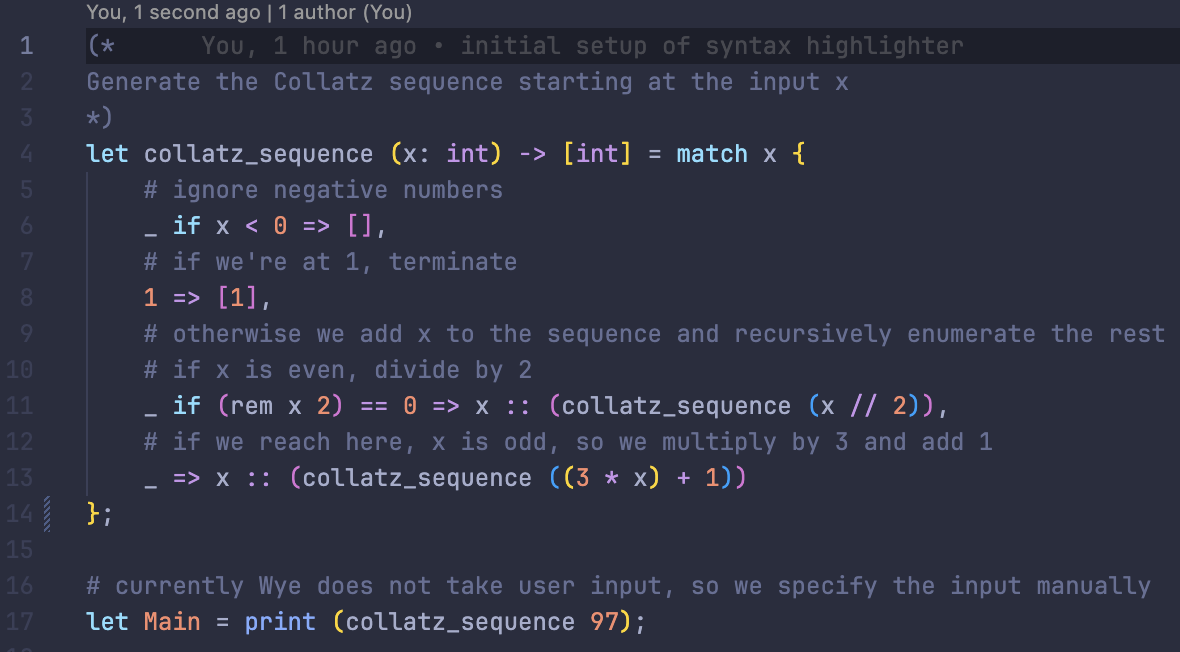 You, 1 second ago | 1 author (You)
1 (* You, 1 hour ago • initial setup of syntax highlighter
2 Generate the Collatz sequence starting at the input x
3 *)
4 let collatz_sequence (x: int) -> [int] = match x {
5     # ignore negative numbers
6     _ if x < 0 => [],
7     # if we're at 1, terminate
8     1 => [1],
9     # otherwise we add x to the sequence and recursively enumerate the rest
10     # if x is even, divide by 2
11     _ if (rem x 2) == 0 => x :: (collatz_sequence (x // 2)),
12     # if we reach here, x is odd, so we multiply by 3 and add 1
13     _ => x :: (collatz_sequence ((3 * x) + 1))
14 };
15
16 # currently Wye does not take user input, so we specify the input manually
17 let Main = print (collatz_sequence 97);